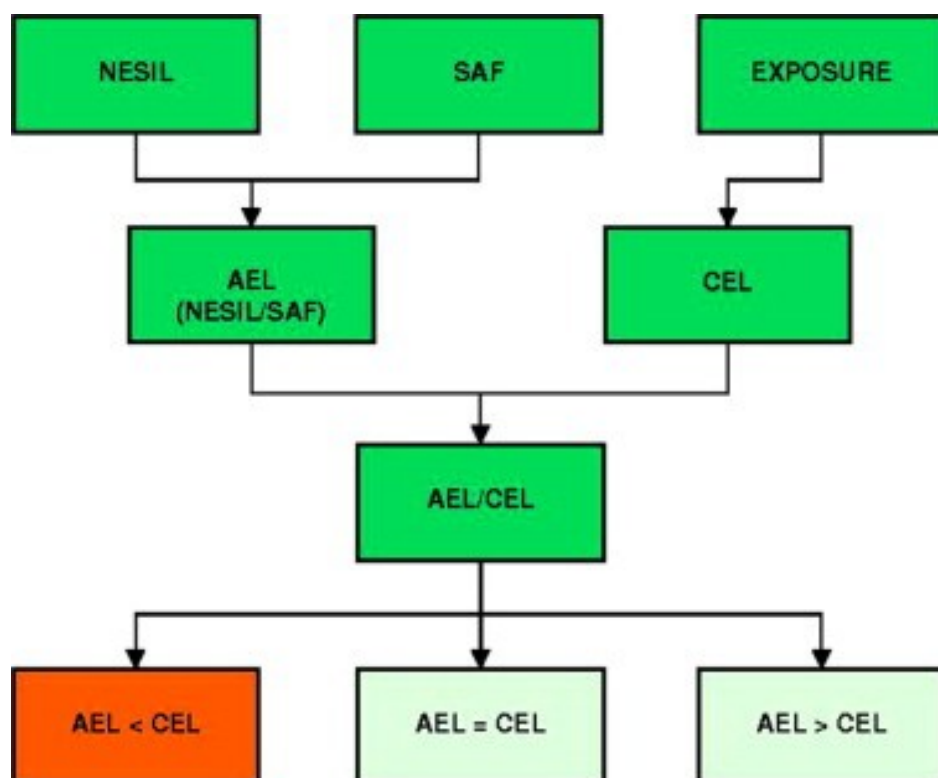 NESIL
SAF
EXPOSURE
AEL
(NESIL/SAF)
CEL
AEL/CEL
AEL < CEL
AEL = CEL
AEL > CEL